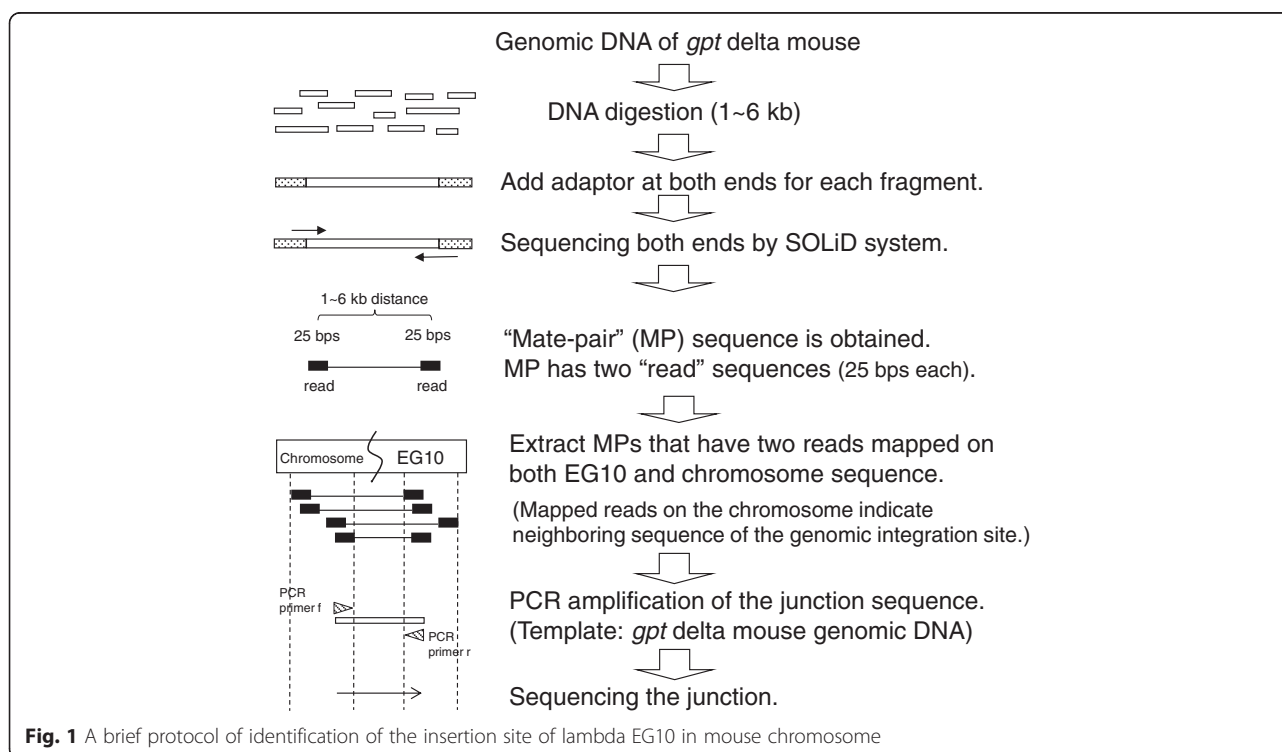 Genomic DNA of gpt delta mouse
DNA digestion (1~6 kb)
Add adaptor at both ends for each fragment.
Sequencing both ends by SOLiD system.
1~6 kb distance
25 bps 25 bps
read read
“Mate-pair” (MP) sequence is obtained.
MP has two “read” sequences (25 bps each).
Chromosome EG10
Extract MPs that have two reads mapped on
both EG10 and chromosome sequence.
(Mapped reads on the chromosome indicate
neighboring sequence of the genomic integration site.)
PCR
primer f
PCR
primer r
PCR amplification of the junction sequence.
(Template: gpt delta mouse genomic DNA)
Sequencing the junction.
Fig. 1 A brief protocol of identification of the insertion site of lambda EG10 in mouse chromosome